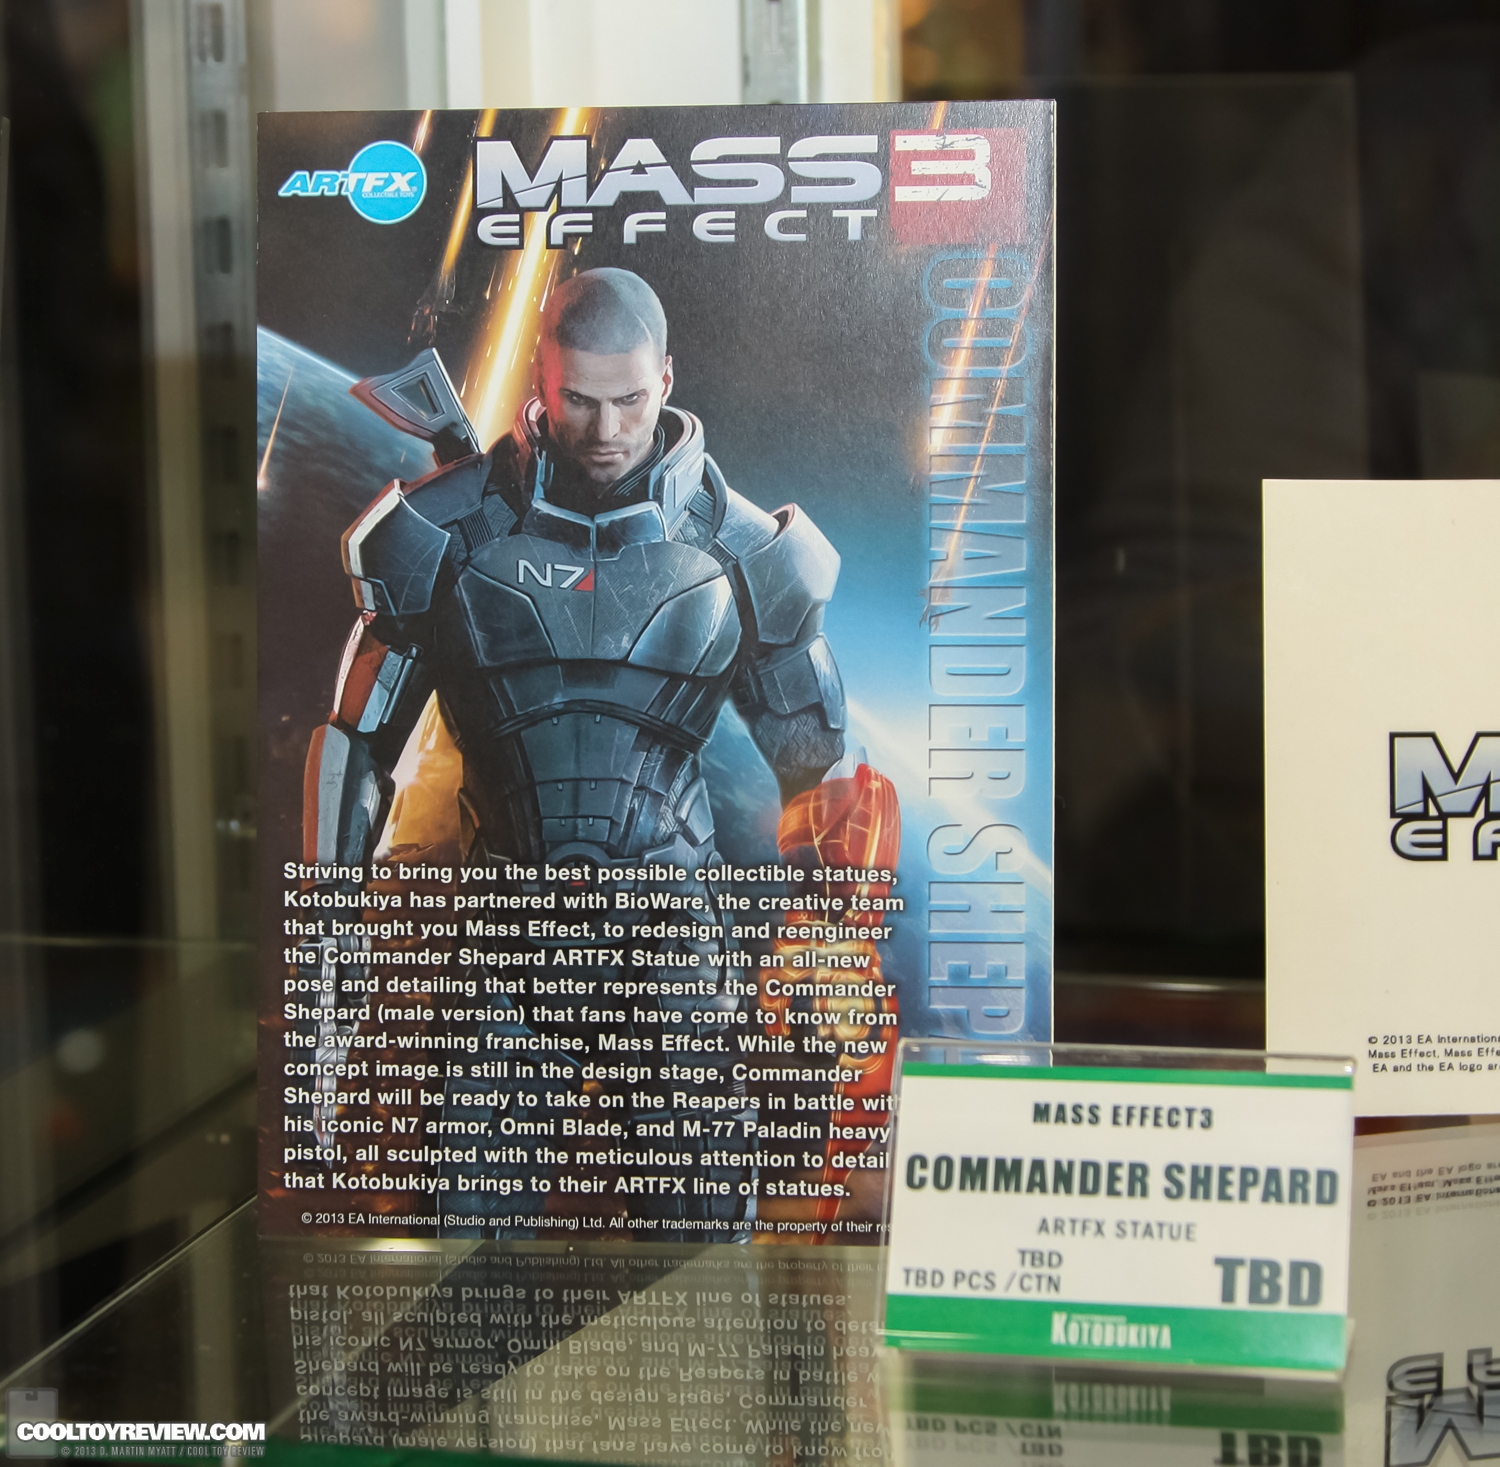 ARTFX
COLLECTIBLE TOYS
MASS
EFFECT
3
COMMANDER SHEP
N7
Striving to bring you the best possible collectible statues,
Kotobukiya has partnered with BioWare, the creative team
that brought you Mass Effect, to redesign and reengineer
the Commander Shepard ARTFX Statue with an all-new
pose and detailing that better represents the Commander
Shepard (male version) that fans have come to know from
the award-winning franchise, Mass Effect. While the new
concept image is still in the design stage, Commander
Shepard will be ready to take on the Reapers in battle with
his iconic N7 armor, Omni Blade, and M-77 Paladin heavy
pistol, all sculpted with the meticulous attention to detail
that Kotobukiya brings to their ARTFX line of statues.
© 2013 EA International (Studio and Publishing) Ltd. All other trademarks are the property of their
MASS EFFECT3
COMMANDER SHEPARD
ARTFX STATUE
TBD
TBD PCS /CTN
TBD
KOTOBUKIYA
M
EF
© 2013 EA Internationa
Mass Effect, Mass Effe
EA and the EA logo ar
COOLTOYREVIEW.COM
© 2013 D. MARTIN MYATT / COOL TOY REVIEW